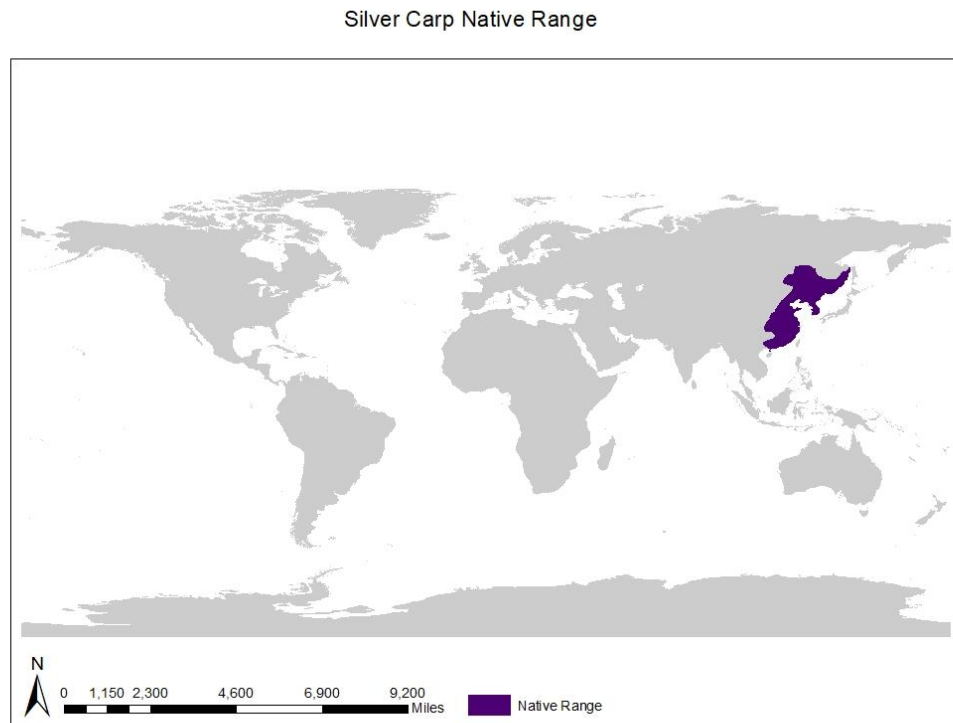 Silver Carp Native Range
N
0 1,150 2,300 4,600 6,900 9,200
Miles
Native Range